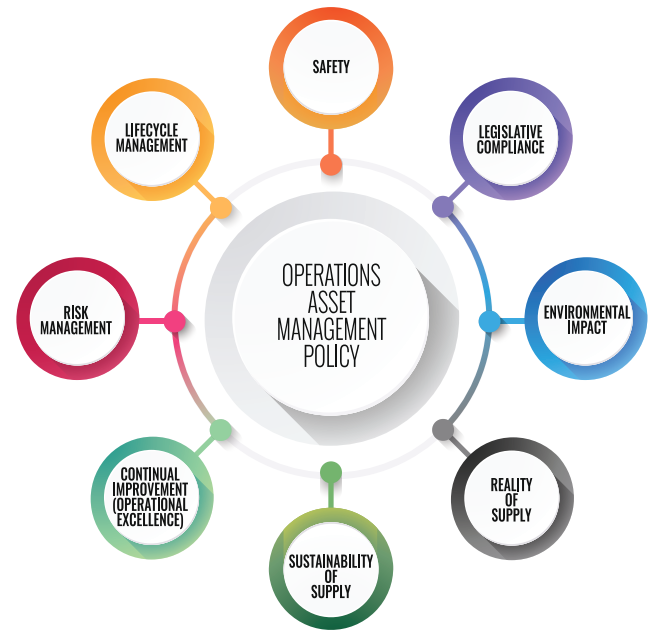 SAFETY
LEGISLATIVE
COMPLIANCE
ENVIRONMENTAL
IMPACT
REALITY
OF
SUPPLY
SUSTAINABILITY
OF
SUPPLY
CONTINUAL
IMPROVEMENT
(OPERATIONAL
EXCELLENCE)
RISK
MANAGEMENT
LIFECYCLE
MANAGEMENT
OPERATIONS
ASSET
MANAGEMENT
POLICY